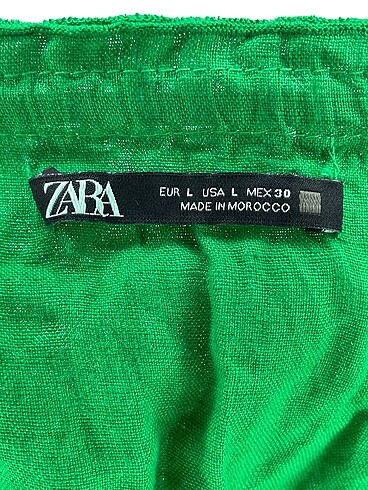 ZARA
EUR L USA L MEX 30
MADE IN MOROCCO